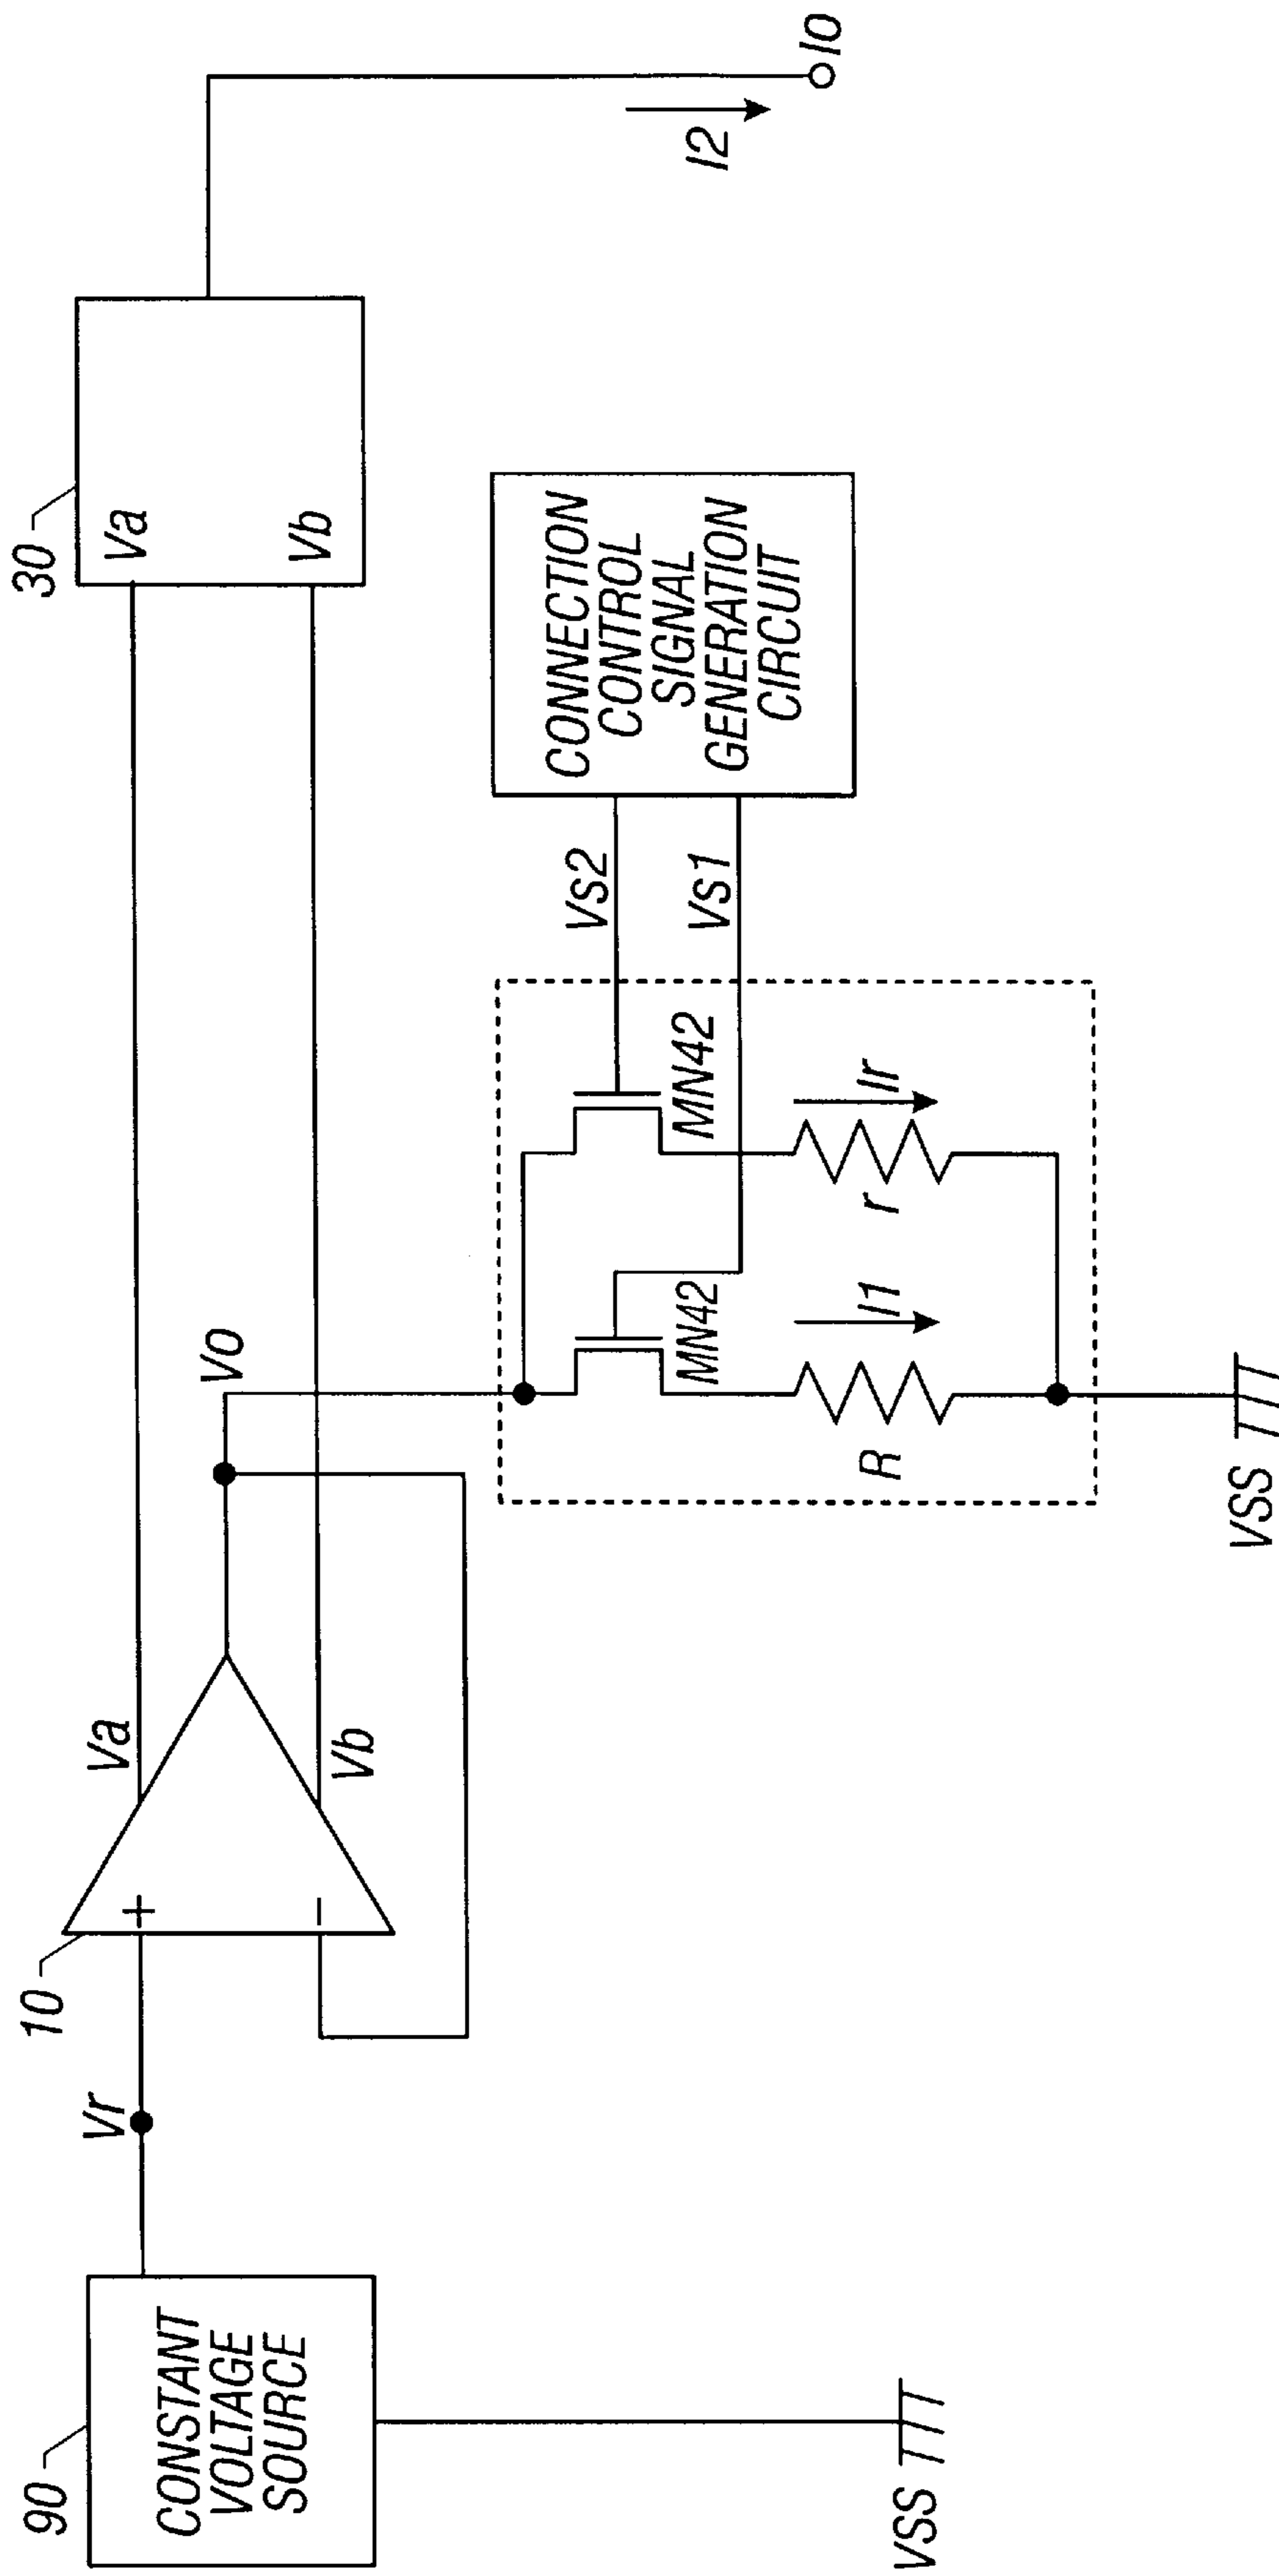 90
CONSTANT
VOLTAGE
SOURCE
VSS
Vr
10
+
−
Va
Vb
Vo
30
Va
Vb
I2
I0
Vs2
Vs1
CONNECTION
CONTROL
SIGNAL
GENERATION
CIRCUIT
MN42
MN42
R
I1
r
Ir
VSS